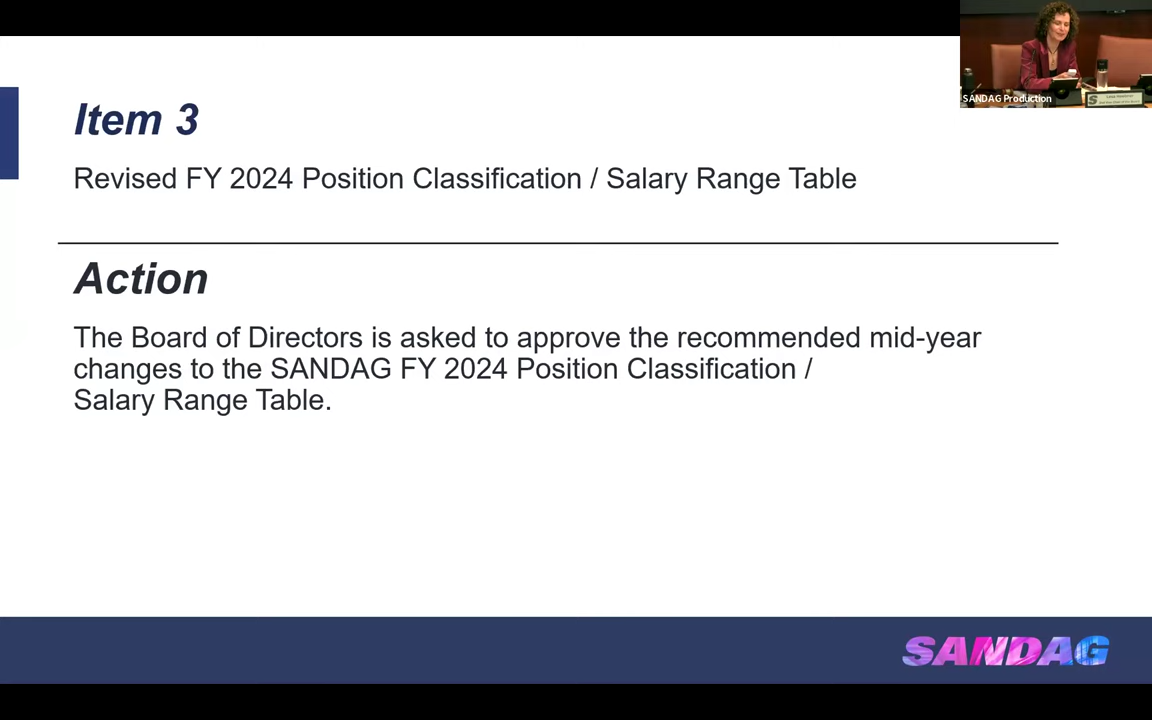 SANDAG Production
Item 3
Revised FY 2024 Position Classification / Salary Range Table
Action
The Board of Directors is asked to approve the recommended mid-year
changes to the SANDAG FY 2024 Position Classification /
Salary Range Table.
SANDAG